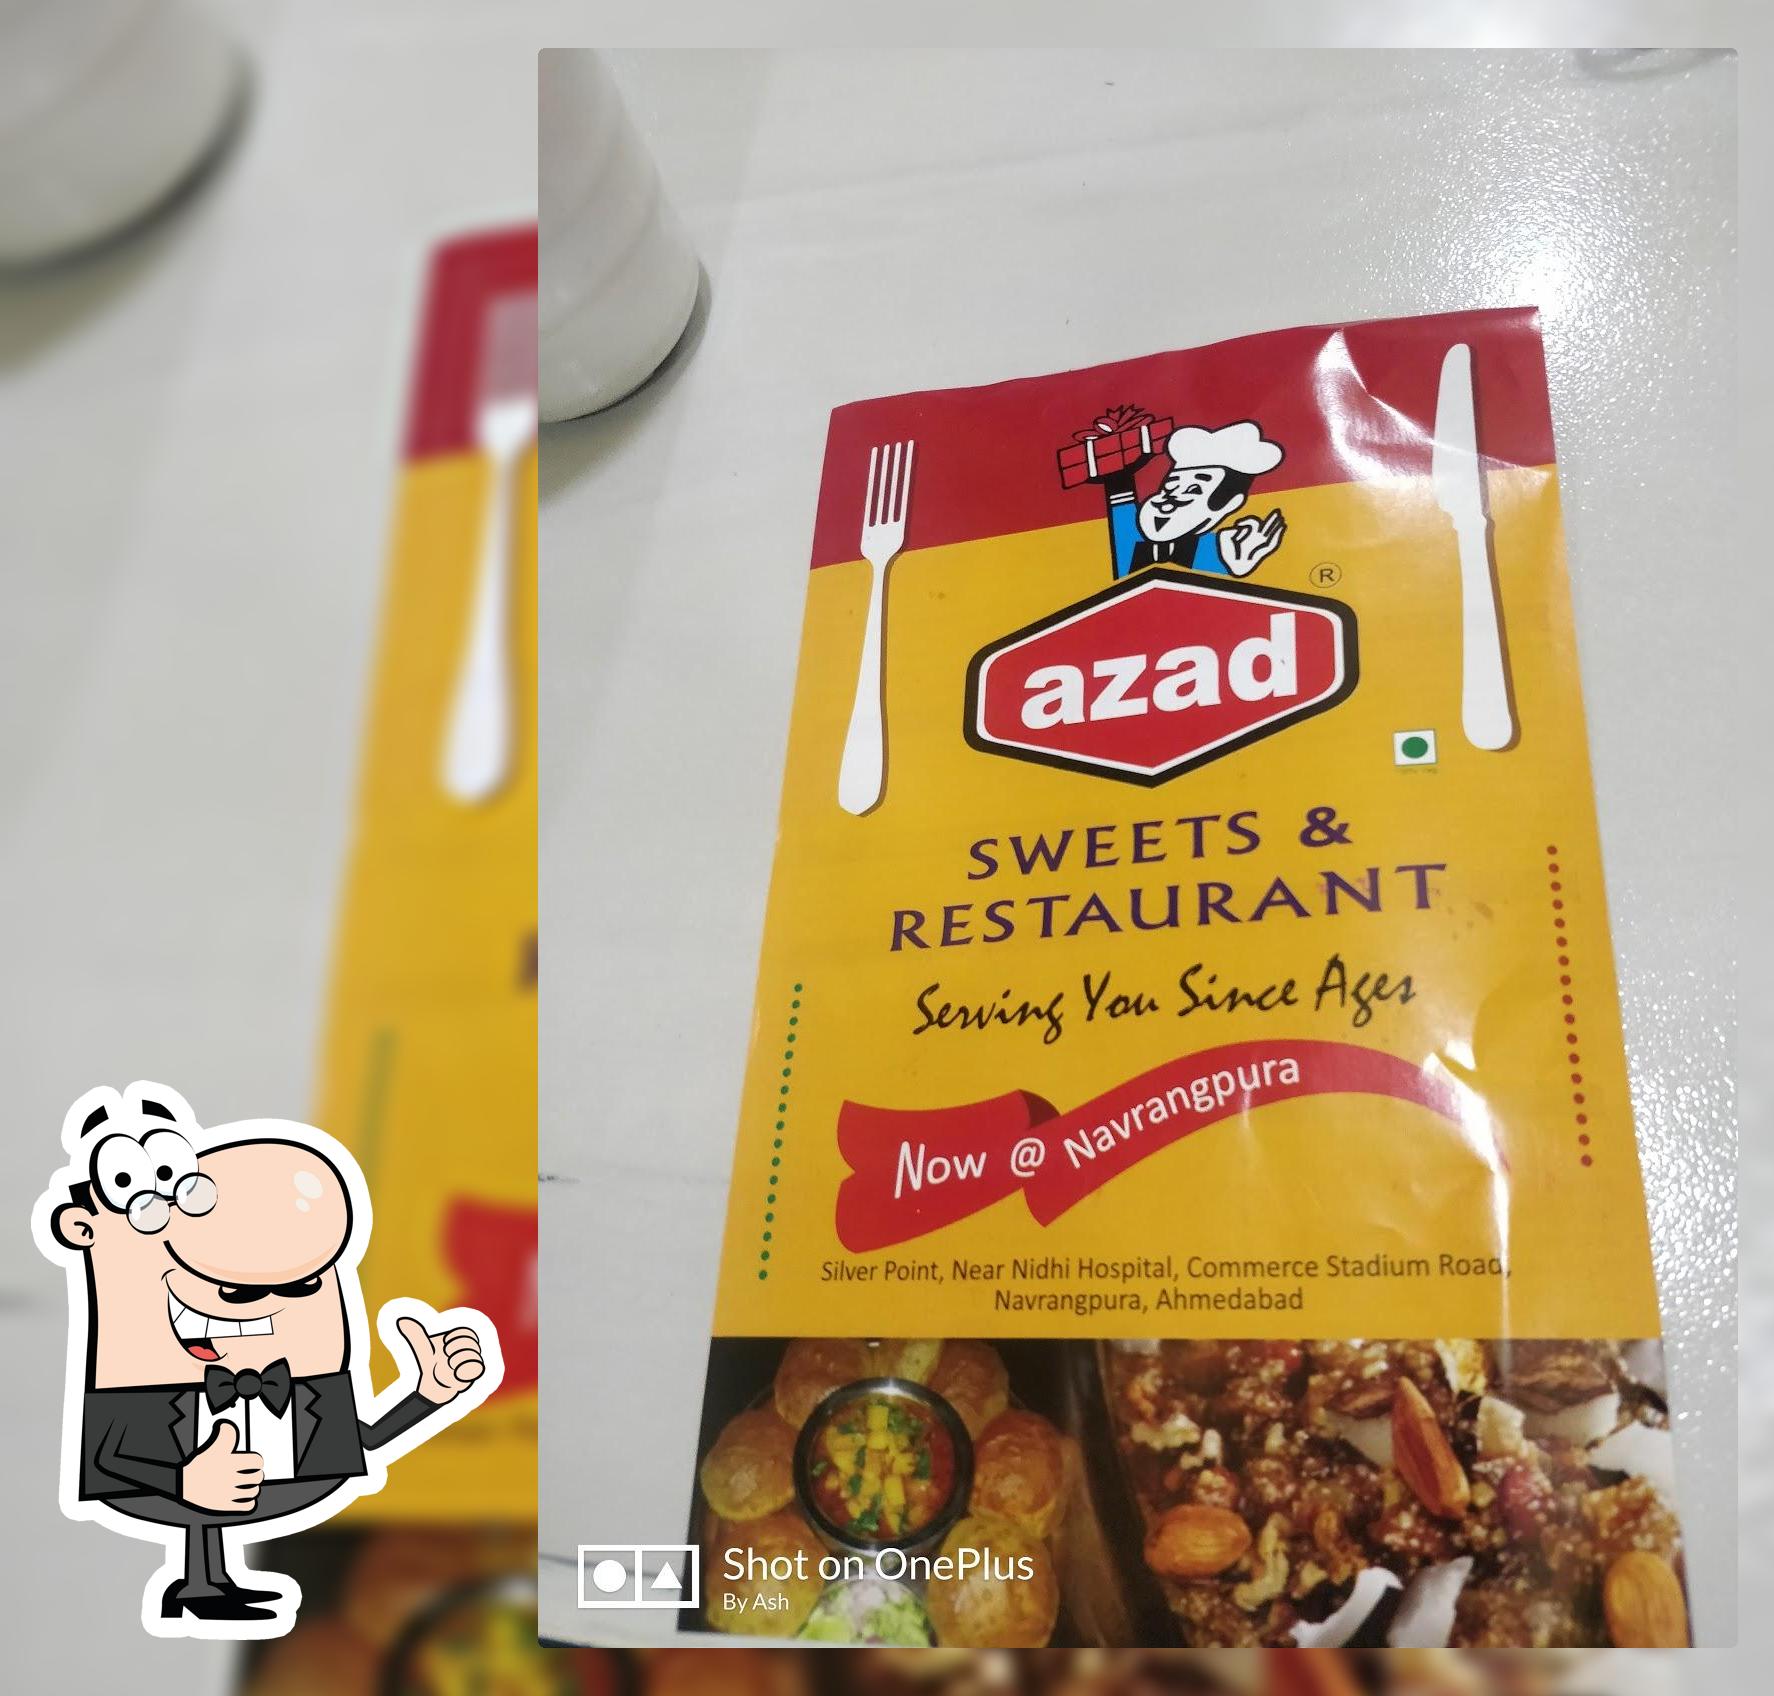 ®
azad
SWEETS &
RESTAURANT
Serving You Since Ages
Now @ Navrangpura
Silver Point, Near Nidhi Hospital, Commerce Stadium Road,
Navrangpura, Ahmedabad
Shot on OnePlus
By Ash